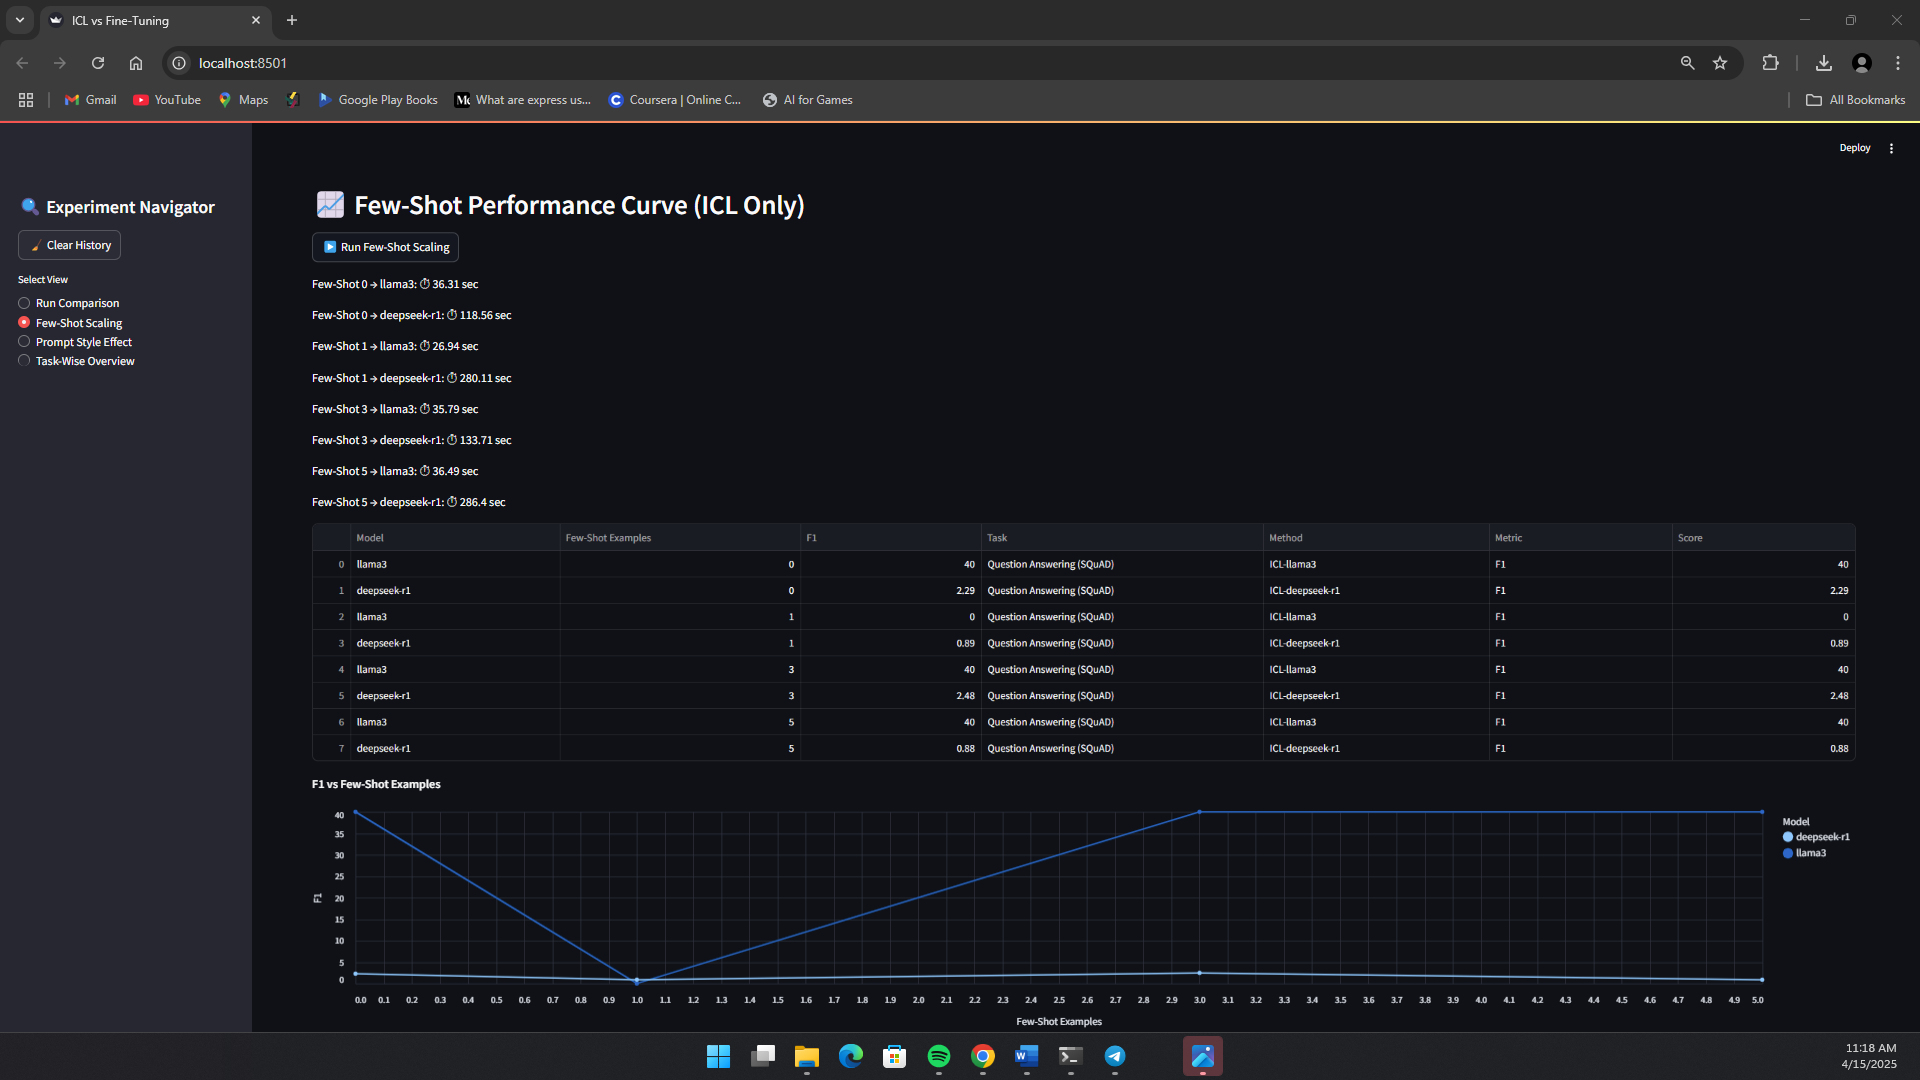 ICL vs Fine-Tuning
localhost:8501
Gmail YouTube Maps Google Play Books What are express us... Coursera | Online C... AI for Games All Bookmarks
Deploy
Experiment Navigator
Clear History
Select View
Run Comparison
Few-Shot Scaling
Prompt Style Effect
Task-Wise Overview
Few-Shot Performance Curve (ICL Only)
Run Few-Shot Scaling
Few-Shot 0 → llama3: ⏱ 36.31 sec
Few-Shot 0 → deepseek-r1: ⏱ 118.56 sec
Few-Shot 1 → llama3: ⏱ 26.94 sec
Few-Shot 1 → deepseek-r1: ⏱ 280.11 sec
Few-Shot 3 → llama3: ⏱ 35.79 sec
Few-Shot 3 → deepseek-r1: ⏱ 133.71 sec
Few-Shot 5 → llama3: ⏱ 36.49 sec
Few-Shot 5 → deepseek-r1: ⏱ 286.4 sec
Model Few-Shot Examples F1 Task Method Metric Score
0 llama3 0 40 Question Answering (SQuAD) ICL-llama3 F1 40
1 deepseek-r1 0 2.29 Question Answering (SQuAD) ICL-deepseek-r1 F1 2.29
2 llama3 1 0 Question Answering (SQuAD) ICL-llama3 F1 0
3 deepseek-r1 1 0.89 Question Answering (SQuAD) ICL-deepseek-r1 F1 0.89
4 llama3 3 40 Question Answering (SQuAD) ICL-llama3 F1 40
5 deepseek-r1 3 2.48 Question Answering (SQuAD) ICL-deepseek-r1 F1 2.48
6 llama3 5 40 Question Answering (SQuAD) ICL-llama3 F1 40
7 deepseek-r1 5 0.88 Question Answering (SQuAD) ICL-deepseek-r1 F1 0.88
F1 vs Few-Shot Examples
40
35
30
25
20
15
10
5
0
F1
0.0 0.1 0.2 0.3 0.4 0.5 0.6 0.7 0.8 0.9 1.0 1.1 1.2 1.3 1.4 1.5 1.6 1.7 1.8 1.9 2.0 2.1 2.2 2.3 2.4 2.5 2.6 2.7 2.8 2.9 3.0 3.1 3.2 3.3 3.4 3.5 3.6 3.7 3.8 3.9 4.0 4.1 4.2 4.3 4.4 4.5 4.6 4.7 4.8 4.9 5.0
Few-Shot Examples
Model
deepseek-r1
llama3
11:18 AM
4/15/2025